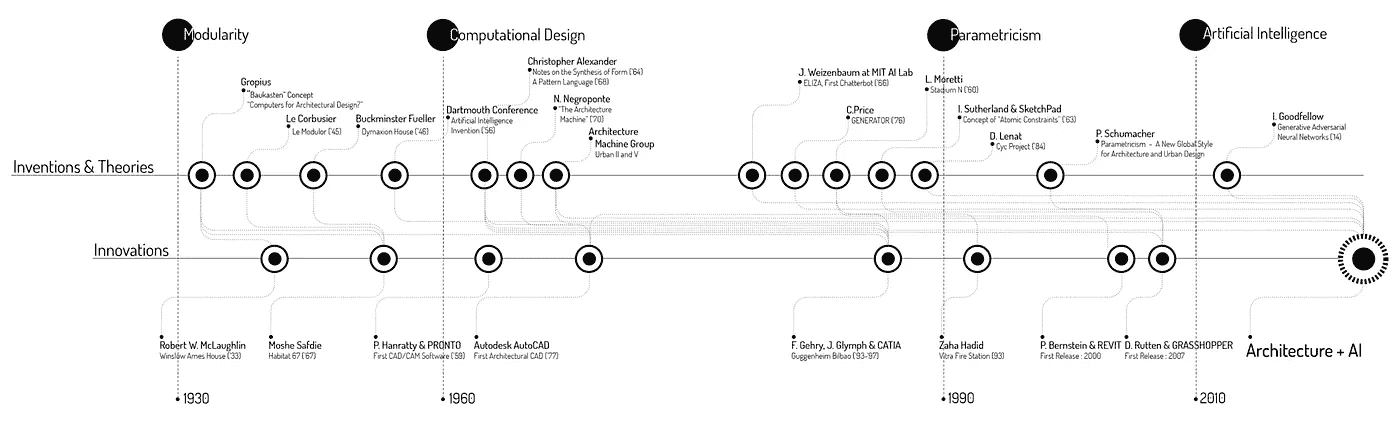 Modularity
Computational Design
Parametricism
Artificial Intelligence
Gropius
"Baukasten" Concept
"Computers for Architectural Design?"
Le Corbusier
Le Modulor ('45)
Buckminster Fueller
Dymaxion House ('46)
Dartmouth Conference
Artificial Intelligence
Invention ('56)
Christopher Alexander
Notes on the Synthesis of Form ('64)
A Pattern Language ('68)
N. Negroponte
"The Architecture
Machine" ('70)
Architecture
Machine Group
Urban II and V
J. Weizenbaum at MIT AI Lab
ELIZA, First Chatterbot ('66)
C.Price
GENERATOR ('76)
L. Moretti
Stadium N ('60)
I. Sutherland & SketchPad
Concept of "Atomic Constraints" ('63)
D. Lenat
Cyc Project ('84)
P. Schumacher
Parametricism - A New Global Style
for Architecture and Urban Design
I. Goodfellow
Generative Adversarial
Neural Networks ('14)
Inventions & Theories
Innovations
Robert W. McLaughlin
Winslow Ames House ('33)
Moshe Safdie
Habitat 67 ('67)
P. Hanratty & PRONTO
First CAD/CAM Software ('59)
Autodesk AutoCAD
First Architectural CAD ('77)
F. Gehry, J. Glymph & CATIA
Guggenheim Bilbao ('93-'97)
Zaha Hadid
Vitra Fire Station (93)
P. Bernstein & REVIT
First Release : 2000
D. Rutten & GRASSHOPPER
First Release : 2007
Architecture + AI
1930
1960
1990
2010